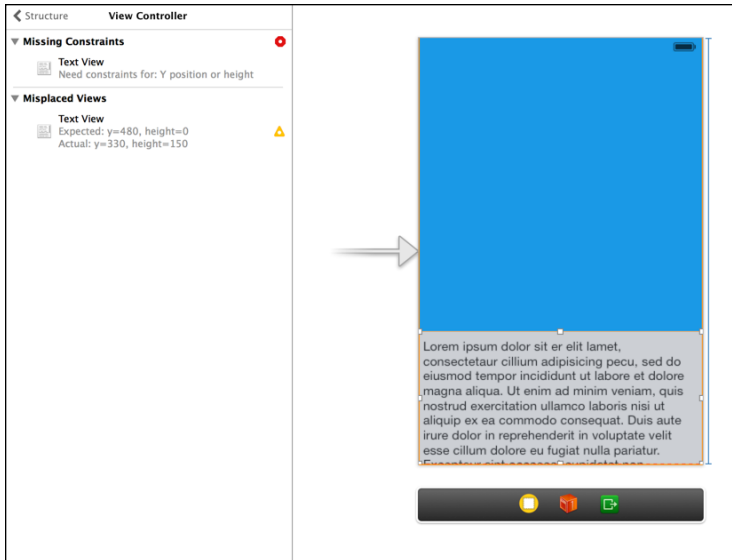 Structure
View Controller
Missing Constraints
Text View
Need constraints for: Y position or height
Misplaced Views
Text View
Expected: y=480, height=0
Actual: y=330, height=150
Lorem ipsum dolor sit er elit lamet,
consectetaur cillium adipisicing pecu, sed do
eiusmod tempor incididunt ut labore et dolore
magna aliqua. Ut enim ad minim veniam, quis
nostrud exercitation ullamco laboris nisi ut
aliquip ex ea commodo consequat. Duis aute
irure dolor in reprehenderit in voluptate velit
esse cillum dolore eu fugiat nulla pariatur.